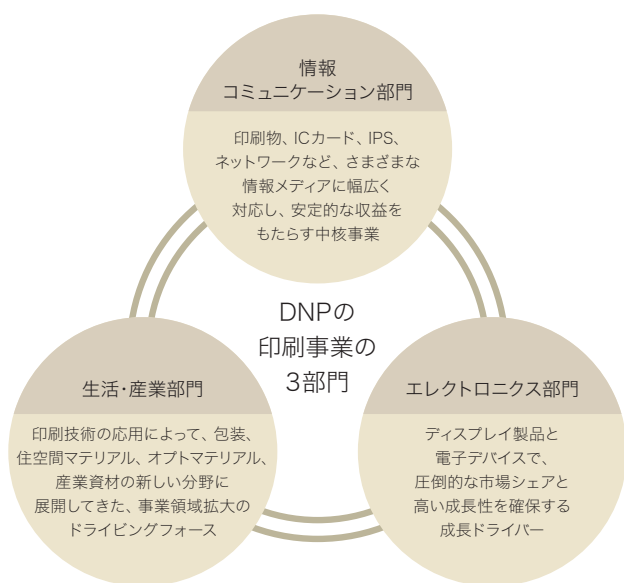 情報
コミュニケーション部門
印刷物、ICカード、IPS、
ネットワークなど、さまざまな
情報メディアに幅広く
対応し、安定的な収益を
もたらす中核事業
DNPの
印刷事業の
3部門
生活・産業部門
印刷技術の応用によって、包装、
住空間マテリアル、オプトマテリアル、
産業資材の新しい分野に
展開してきた、事業領域拡大の
ドライビングフォース
エレクトロニクス部門
ディスプレイ製品と
電子デバイスで、
圧倒的な市場シェアと
高い成長性を確保する
成長ドライバー